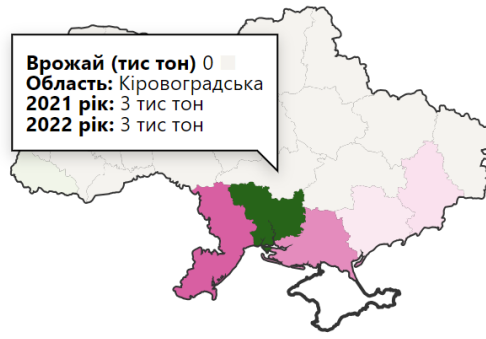 Врожай (тис тон) 0
Область: Кіровоградська
2021 рік: 3 тис тон
2022 рік: 3 тис тон